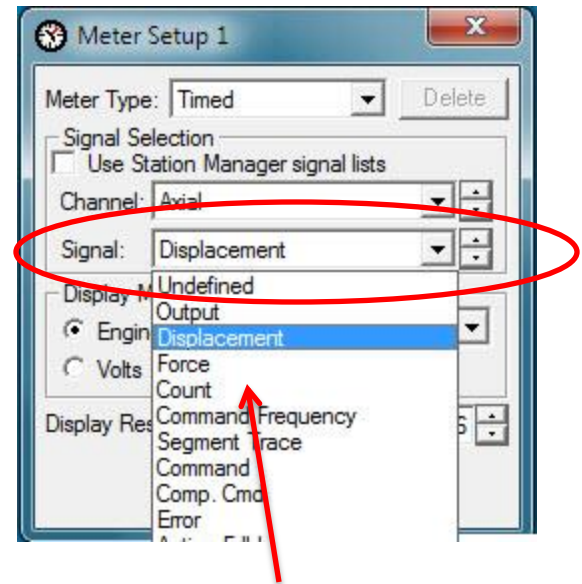 Meter Setup 1
Meter Type: Timed Delete
Signal Selection
Use Station Manager signal lists
Channel: Axial
Signal: Displacement
Undefined
Display
Output
Engin
Displacement
Force
Volts
Count
Command Frequency
Display Res
Segment Trace
Command
Comp. Cmd
Error